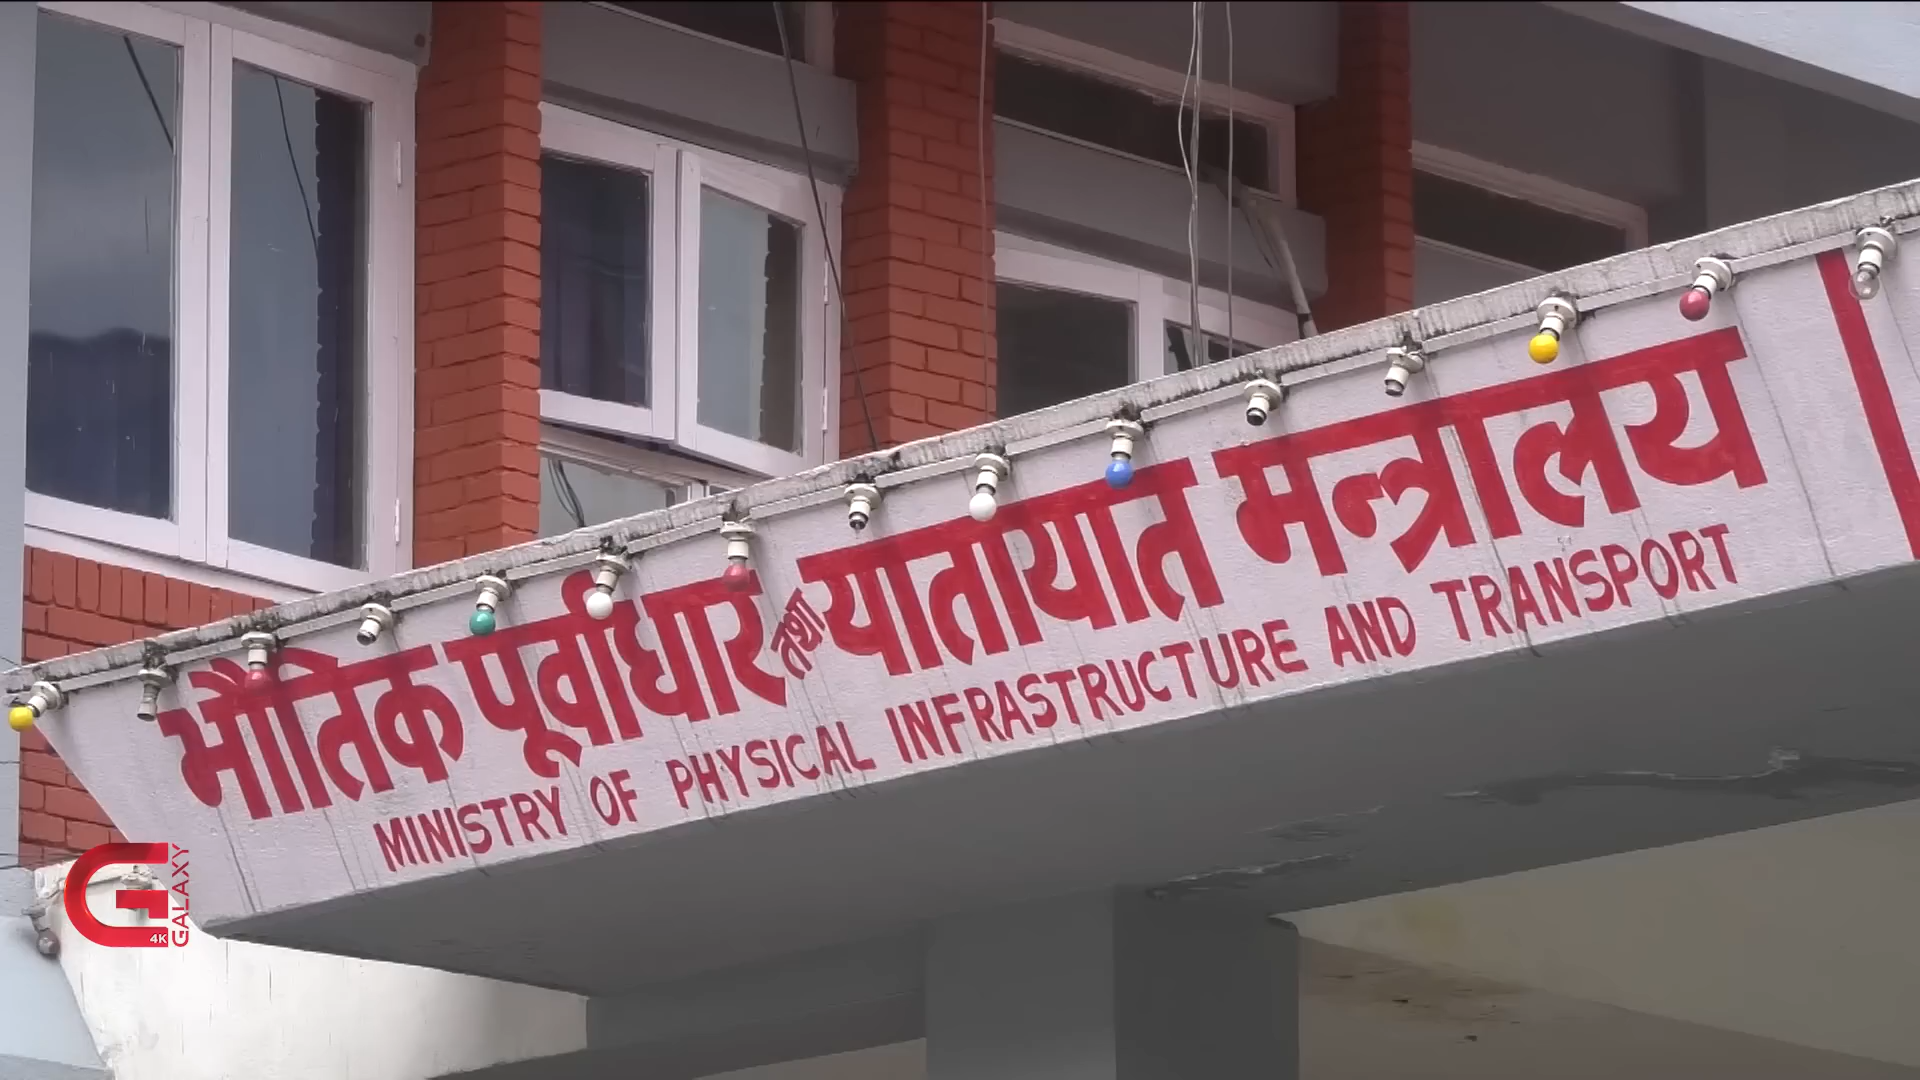 भौतिक पूर्वाधार तथा यातायात मन्त्रालय
MINISTRY OF PHYSICAL INFRASTRUCTURE AND TRANSPORT
G 4K GALAXY